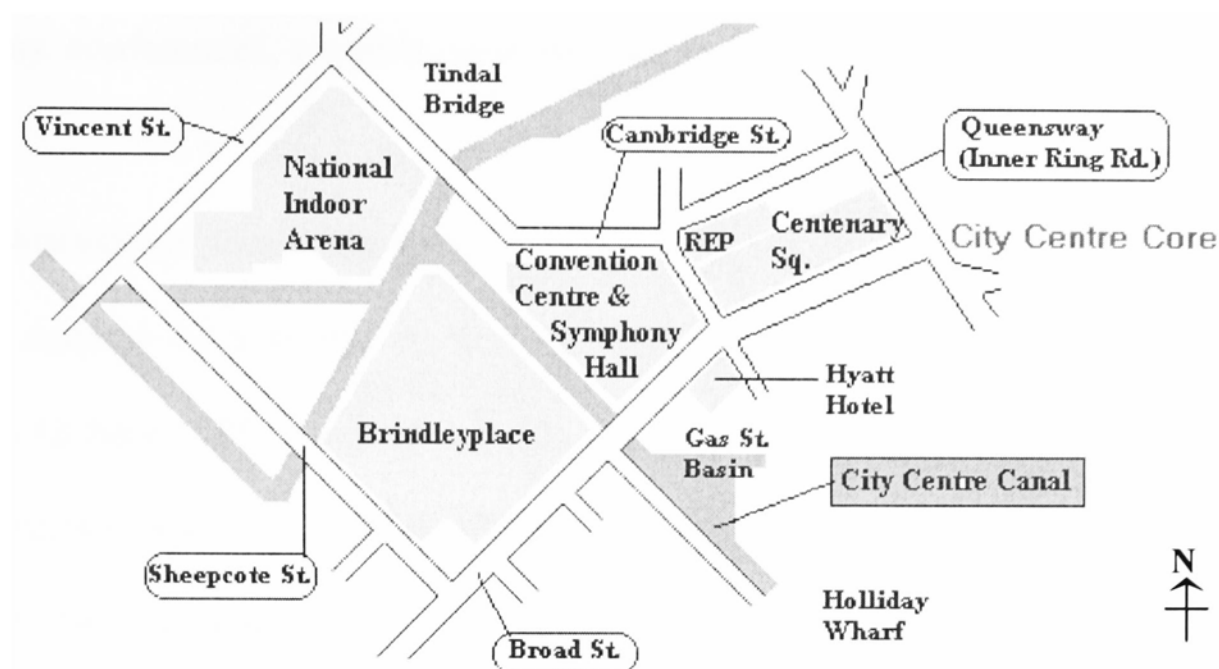 Tindal
Bridge
Vincent St.
Cambridge St.
Queensway
(Inner Ring Rd.)
National
Indoor
Arena
REP
Centenary
Sq.
City Centre Core
Convention
Centre &
Symphony
Hall
Hyatt
Hotel
Brindleyplace
Gas St.
Basin
City Centre Canal
Sheepcote St.
Holliday
Wharf
N
Broad St.